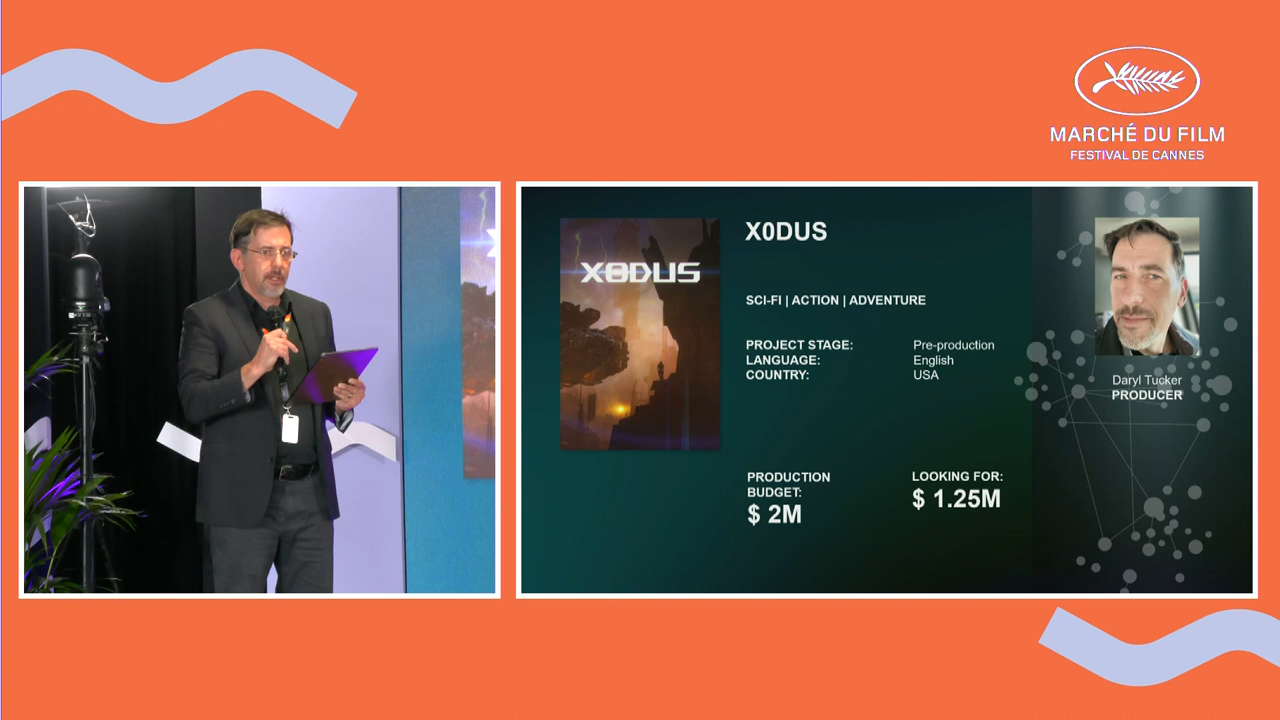 MARCHÉ DU FILM
FESTIVAL DE CANNES
XODUS
X0DUS
SCI-FI | ACTION | ADVENTURE
PROJECT STAGE: Pre-production
LANGUAGE: English
COUNTRY: USA
PRODUCTION
BUDGET:
$ 2M
LOOKING FOR:
$ 1.25M
Daryl Tucker
PRODUCER